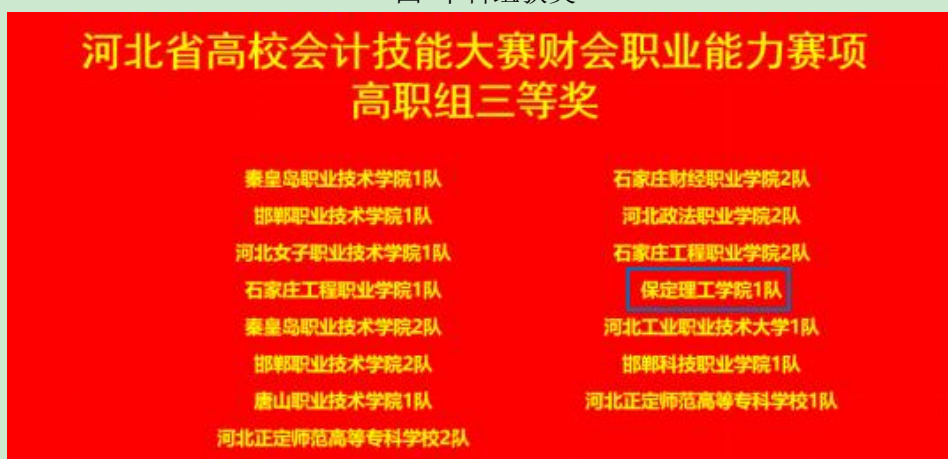 河北省高校会计技能大赛财会职业能力赛项
高职组三等奖
秦皇岛职业技术学院1队
石家庄财经职业学院2队
邯郸职业技术学院1队
河北政法职业学院2队
河北女子职业技术学院1队
石家庄工程职业学院2队
石家庄工程职业学院1队
保定理工学院1队
秦皇岛职业技术学院2队
河北工业职业技术大学1队
邯郸职业技术学院2队
邯郸科技职业学院1队
唐山职业技术学院1队
河北正定师范高等专科学校1队
河北正定师范高等专科学校2队